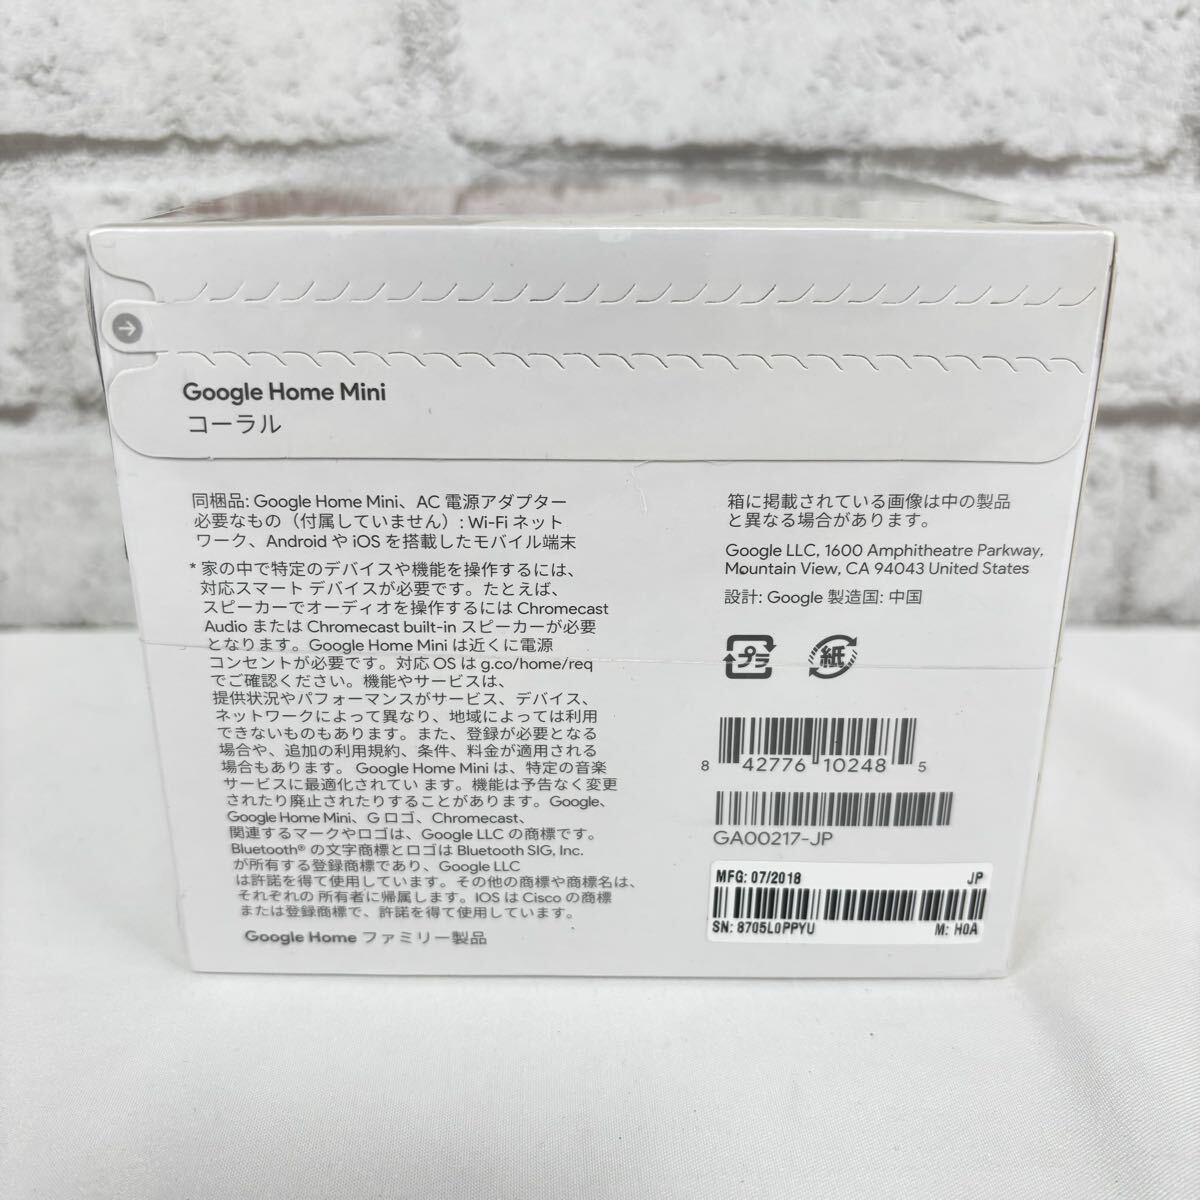 Google Home Mini
コーラル
同梱品: Google Home Mini、AC 電源アダプター
必要なもの（付属していません）: Wi-Fi ネット
ワーク、Android や iOS を搭載したモバイル端末
* 家の中で特定のデバイスや機能を操作するには、
対応スマート デバイスが必要です。たとえば、
スピーカーでオーディオを操作するには Chromecast
Audio または Chromecast built-in スピーカーが必要
となります。Google Home Mini は近くに電源
コンセントが必要です。対応 OS は g.co/home/req
でご確認ください。機能やサービスは、
提供状況やパフォーマンスがサービス、デバイス、
ネットワークによって異なり、地域によっては利用
できないものもあります。また、登録が必要となる
場合や、追加の利用規約、条件、料金が適用される
場合もあります。 Google Home Mini は、特定の音楽
サービスに最適化されてい ます。機能は予告なく変更
されたり廃止されたりすることがあります。Google、
Google Home Mini、G ロゴ、Chromecast、
関連するマークやロゴは、Google LLC の商標です。
Bluetooth® の文字商標とロゴは Bluetooth SIG, Inc.
が所有する登録商標であり、Google LLC
は許諾を得て使用しています。その他の商標や商標名は、
それぞれの 所有者に帰属します。IOS は Cisco の商標
または登録商標で、許諾を得て使用しています。
Google Home ファミリー製品
箱に掲載されている画像は中の製品
と異なる場合があります。
Google LLC, 1600 Amphitheatre Parkway,
Mountain View, CA 94043 United States
設計: Google 製造国: 中国
プラ 紙
8 42776 10248 5
GA00217-JP
MFG: 07/2018 JP
SN: 8705L0PPYU M: H0A